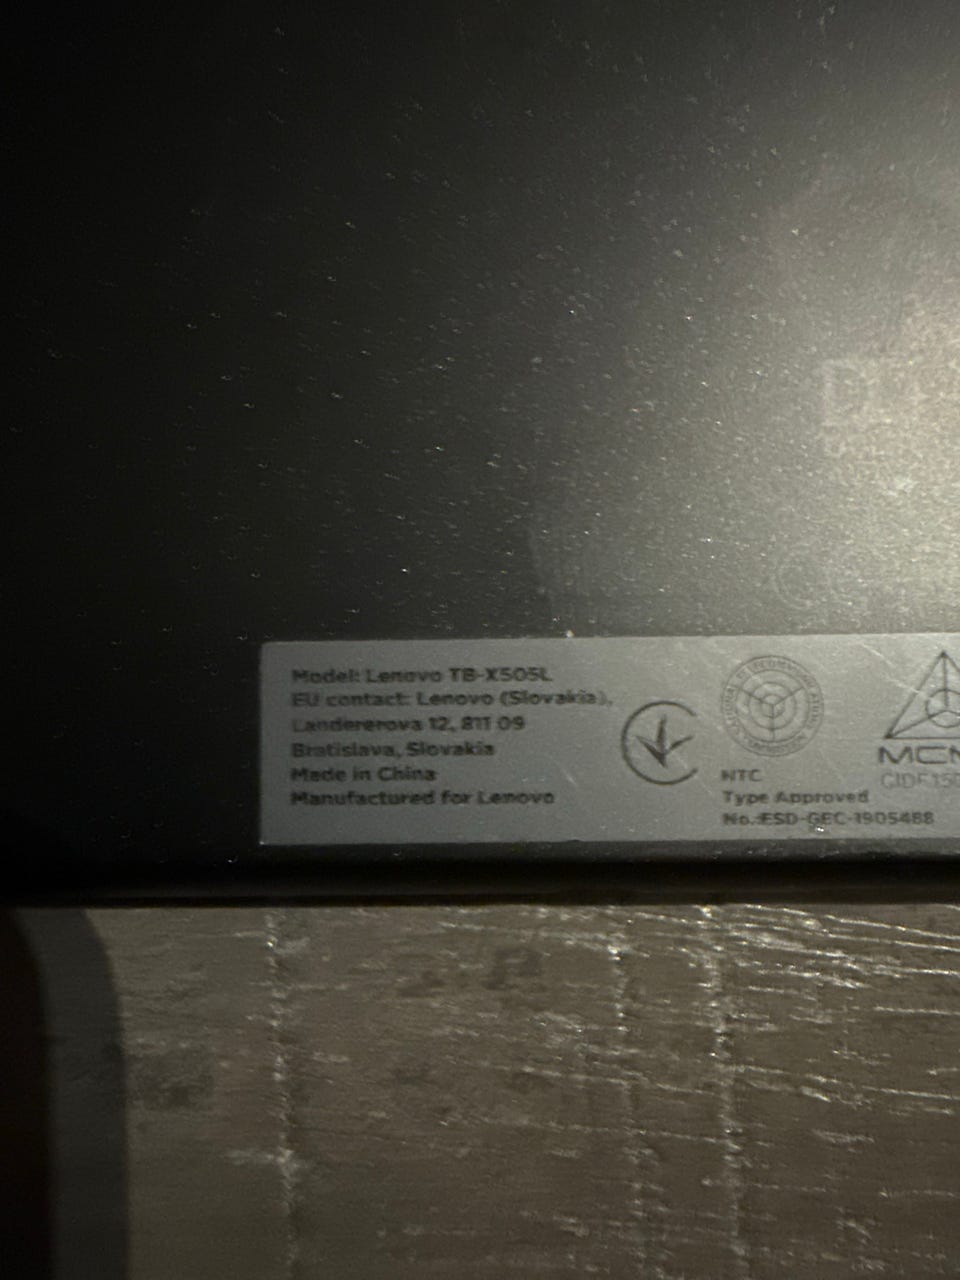 Model: Lenovo TB-X505L
EU contact: Lenovo (Slovakia),
Landererova 12, 811 09
Bratislava, Slovakia
Made in China
Manufactured for Lenovo
NTC
Type Approved
No.:ESD-GEC-1905488